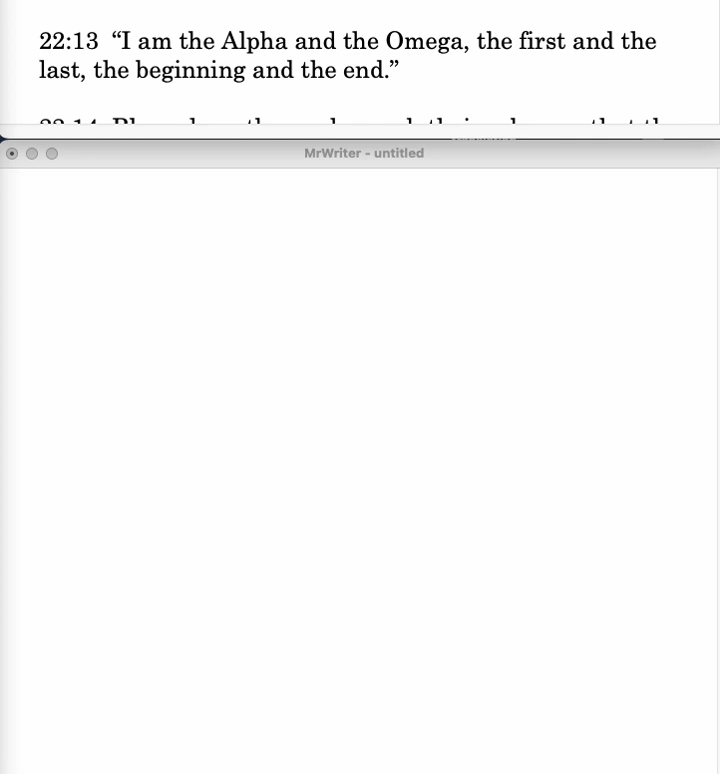 22:13 “I am the Alpha and the Omega, the first and the
last, the beginning and the end.”
MrWriter - untitled